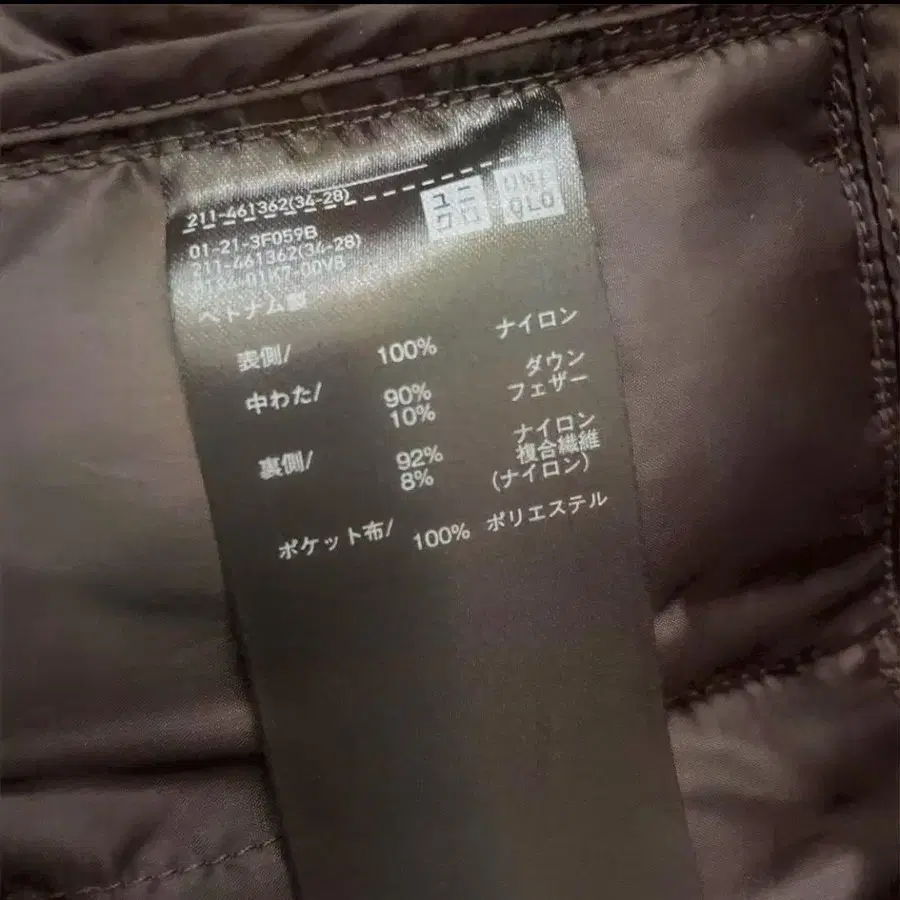 211-461362(34-28)
ユニ
クロ
UNI
QLO
01-21-3F059B
211-461362(34-28)
ベトナム製
表側/ 100% ナイロン
中わた/ 90% ダウン
10% フェザー
裏側/ 92% ナイロン
8% 複合繊維
(ナイロン)
ポケット布/ 100% ポリエステル